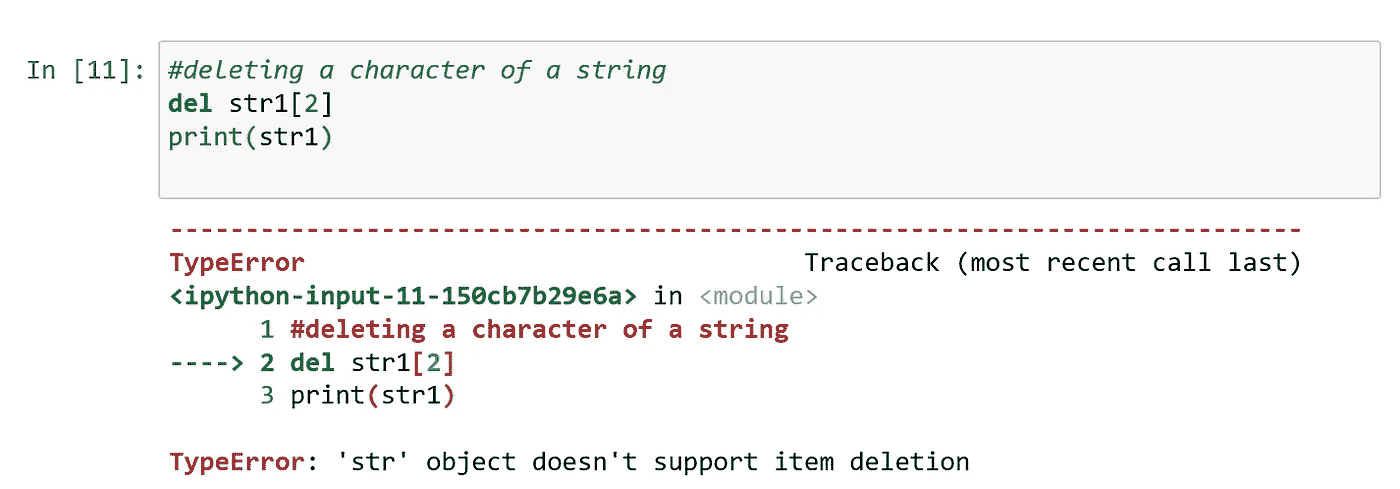 In [11]: #deleting a character of a string
del str1[2]
print(str1)
---------------------------------------------------------------------------
TypeError Traceback (most recent call last)
<ipython-input-11-150cb7b29e6a> in <module>
1 #deleting a character of a string
----> 2 del str1[2]
3 print(str1)
TypeError: 'str' object doesn't support item deletion